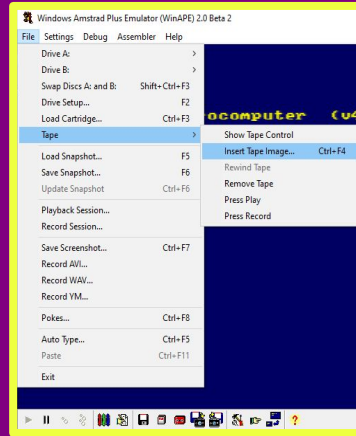 Windows Amstrad Plus Emulator (WinAPE) 2.0 Beta 2
File Settings Debug Assembler Help
Drive A: >
Drive B: >
Swap Discs A: and B: Shift+Ctrl+F3
Drive Setup... F2
Load Cartridge... Ctrl+F3
Tape >
Load Snapshot... F5
Save Snapshot... F6
Update Snapshot Ctrl+F6
Playback Session...
Record Session...
Save Screenshot... Ctrl+F7
Record AVI...
Record WAV...
Record YM...
Pokes... Ctrl+F8
Auto Type... Ctrl+F5
Paste Ctrl+F11
Exit
ocomputer (v4
Show Tape Control
Insert Tape Image... Ctrl+F4
Rewind Tape
Remove Tape
Press Play
Press Record